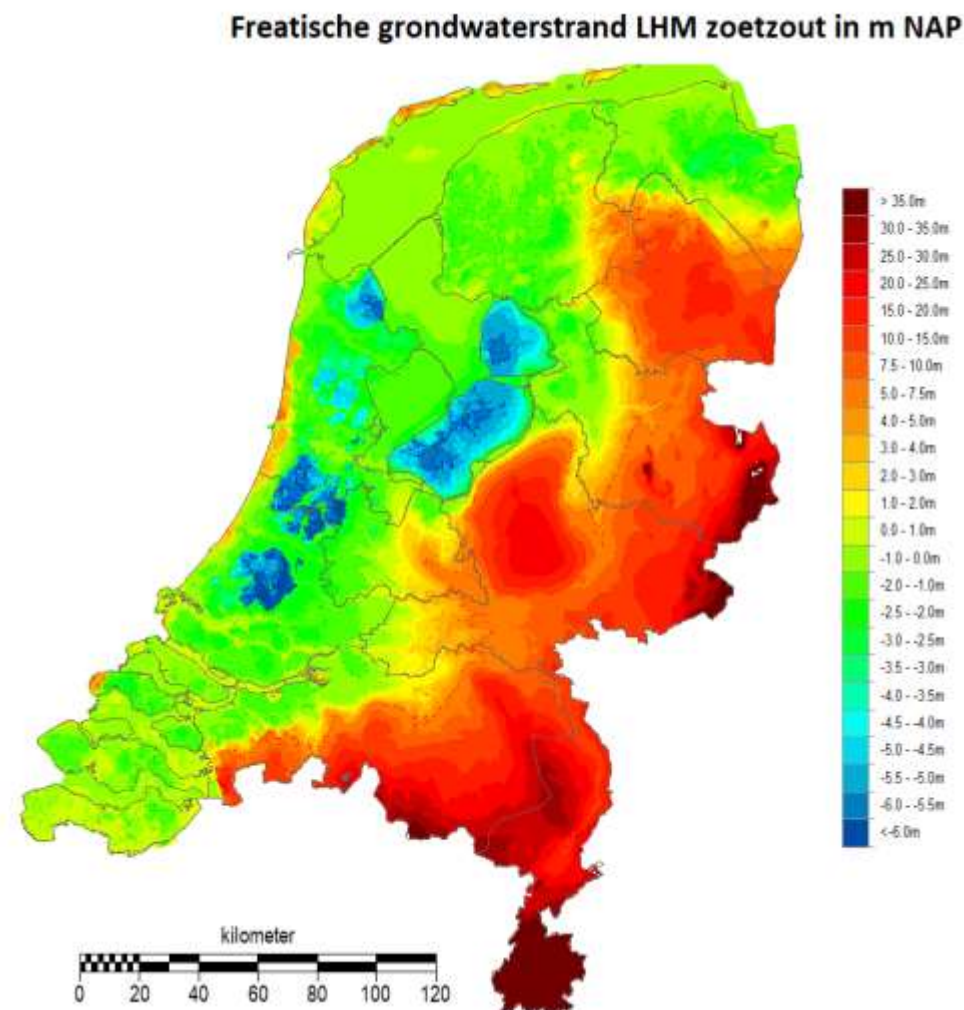 Freatische grondwaterstrand LHM zoetzout in m NAP
> 35.0m
30.0 - 35.0m
25.0 - 30.0m
20.0 - 25.0m
15.0 - 20.0m
10.0 - 15.0m
7.5 - 10.0m
5.0 - 7.5m
4.0 - 5.0m
3.0 - 4.0m
2.0 - 3.0m
1.0 - 2.0m
0.0 - 1.0m
-1.0 - 0.0m
-2.0 - -1.0m
-2.5 - -2.0m
-3.0 - -2.5m
-3.5 - -3.0m
-4.0 - -3.5m
-4.5 - -4.0m
-5.0 - -4.5m
-5.5 - -5.0m
-6.0 - -5.5m
<-6.0m
kilometer
0 20 40 60 80 100 120